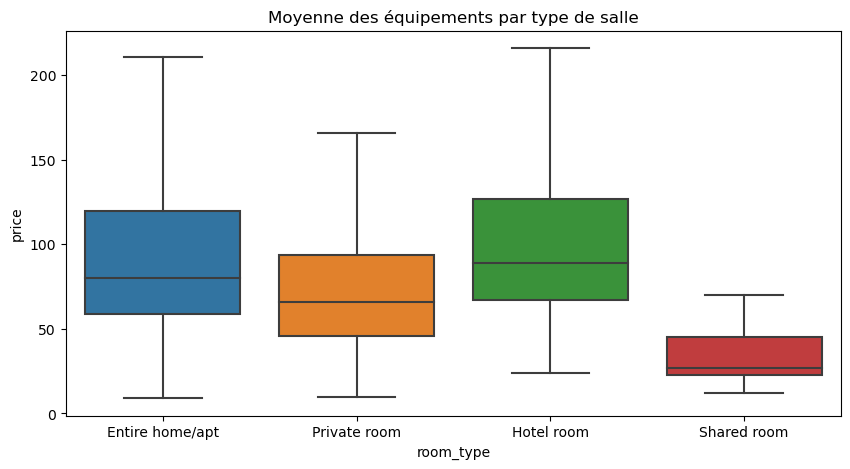 Moyenne des équipements par type de salle
price
200
150
100
50
0
Entire home/apt
Private room
Hotel room
Shared room
room_type